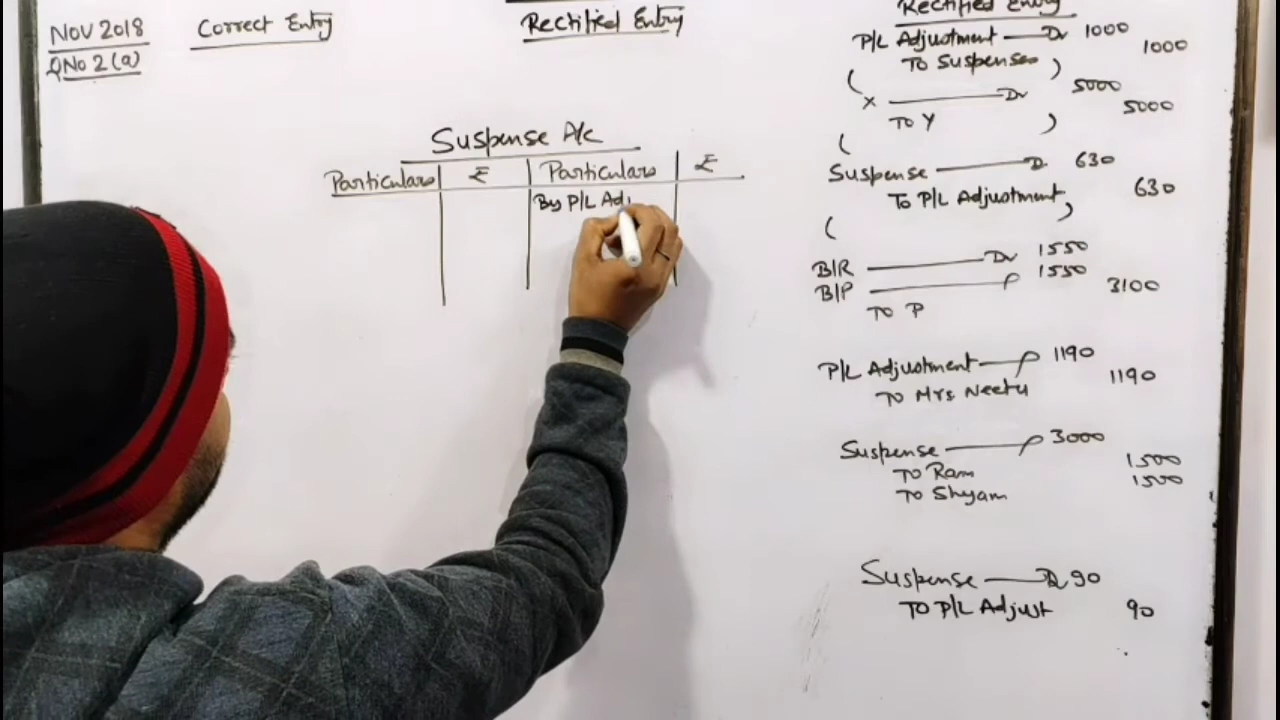 Nov 2018
QNo 2(a)
Correct Entry
Rectified Entry
Suspense A/c
Particulars ₹ Particulars ₹
By P/L Adj
Rectified Entry
P/L Adjustment Dr 1000
To Suspense 1000
( )
X Dr 5000
To Y 5000
( )
Suspense D 630
To P/L Adjustment 630
( )
B/R Dr 1550
B/P 1550
To P 3100
P/L Adjustment 1190
To Mrs Neetu 1190
Suspense 3000
To Ram 1500
To Shyam 1500
Suspense D 90
To P/L Adjust 90